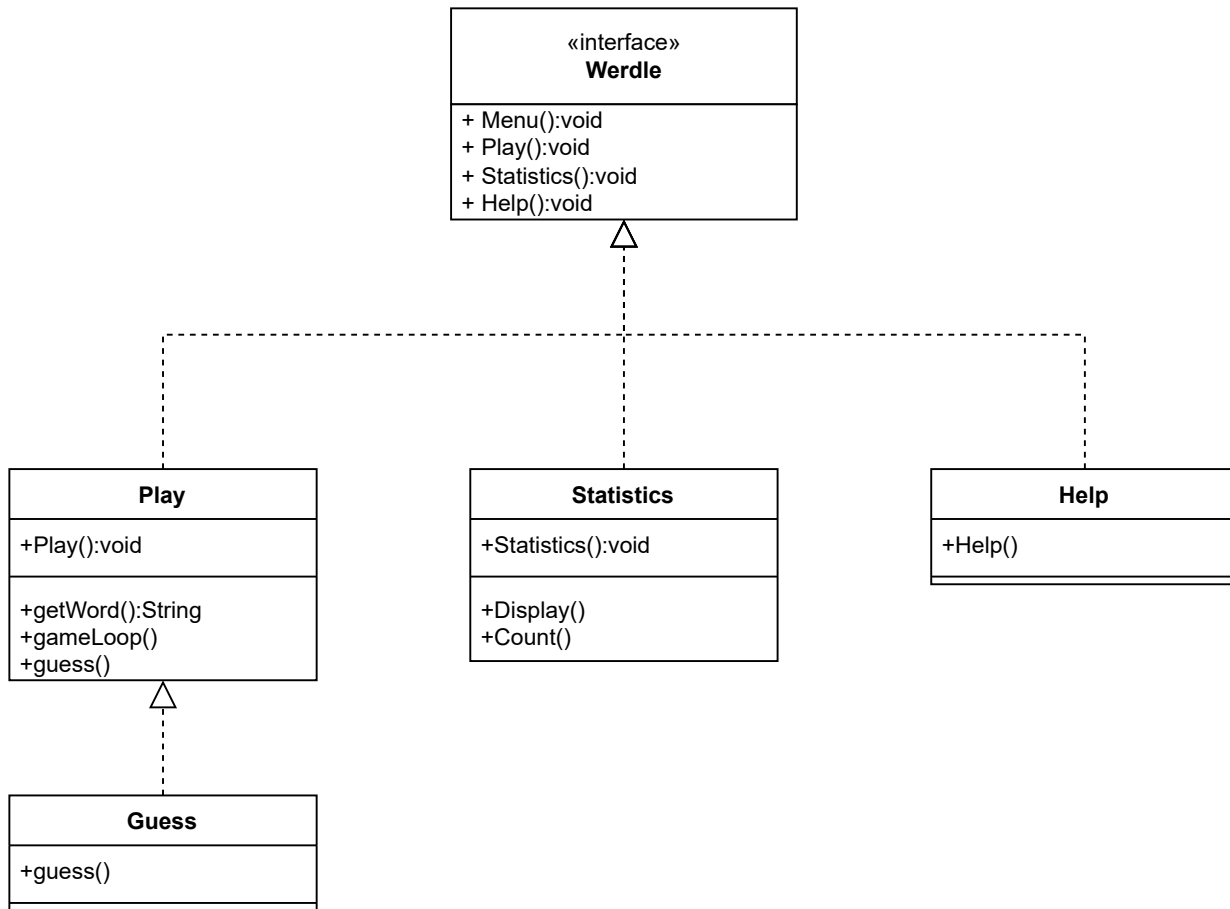 «interface»
Werdle
+ Menu():void
+ Play():void
+ Statistics():void
+ Help():void
Play
+Play():void
+getWord():String
+gameLoop()
+guess()
Statistics
+Statistics():void
+Display()
+Count()
Help
+Help()
Guess
+guess()